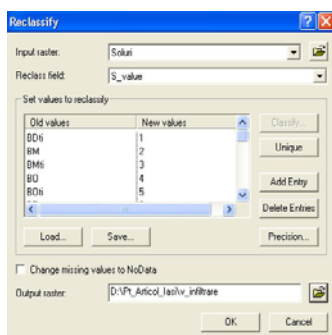 Reclassify
Input raster: Soluri
Reclass field: S_value
Set values to reclassify
Old values New values
BDti 1
BM 2
BMti 3
BO 4
BOti 5
Classify...
Unique
Add Entry
Delete Entries
Load... Save... Precision...
Change missing values to NoData
Output raster: D:\Pt_Articol_Iasi\v_infiltrare
OK Cancel